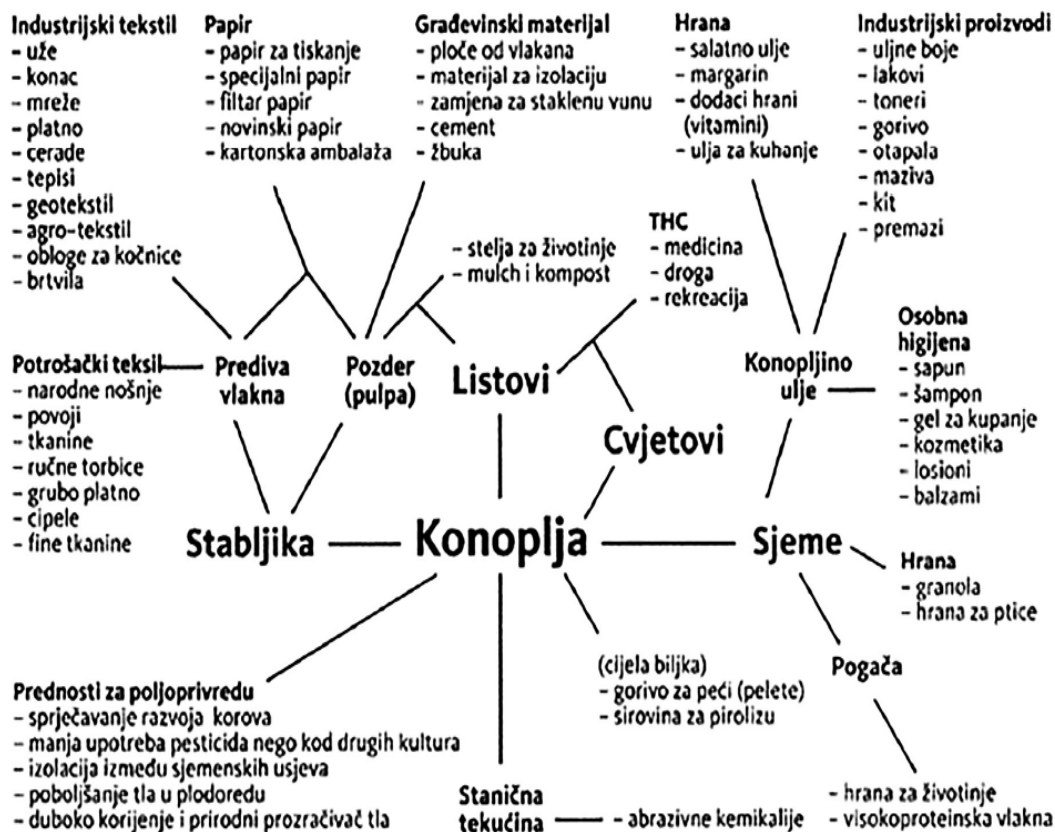 Industrijski tekstil
- uže
- konac
- mreže
- platno
- cerade
- tepisi
- geotekstil
- agro-tekstil
- obloge za kočnice
- brtvila
Papir
- papir za tiskanje
- specijalni papir
- filtar papir
- novinski papir
- kartonska ambalaža
Građevinski materijal
- ploče od vlakana
- materijal za izolaciju
- zamjena za staklenu vunu
- cement
- žbuka
Hrana
- salatno ulje
- margarin
- dodaci hrani
(vitamini)
- ulja za kuhanje
Industrijski proizvodi
- uljne boje
- lakovi
- toneri
- gorivo
- otapala
- maziva
- kit
- premazi
- stelja za životinje
- mulch i kompost
THC
- medicina
- droga
- rekreacija
Potrošački teksil
- narodne nošnje
- povoji
- tkanine
- ručne torbice
- grubo platno
- cipele
- fine tkanine
Prediva
vlakna
Pozder
(pulpa)
Listovi
Cvjetovi
Konopljino
ulje
Osobna
higijena
- sapun
- šampon
- gel za kupanje
- kozmetika
- losioni
- balzami
Stabljika
Konoplja
Sjeme
Hrana
- granola
- hrana za ptice
Prednosti za poljoprivredu
- sprječavanje razvoja korova
- manja upotreba pesticida nego kod drugih kultura
- izolacija između sjemenskih usjeva
- poboljšanje tla u plodoredu
- duboko korijenje i prirodni prozračivač tla
(cijela biljka)
- gorivo za peći (pelete)
- sirovina za pirolizu
Pogača
- hrana za životinje
- visokoproteinska vlakna
Stanična
tekućina
- abrazivne kemikalije